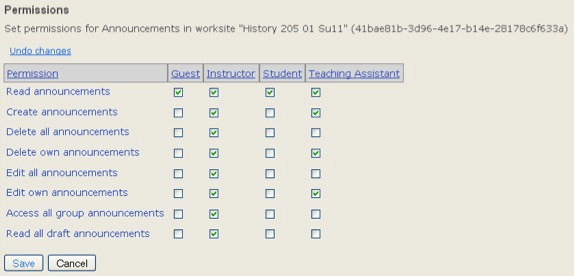 Permissions
Set permissions for Announcements in worksite "History 205 01 Su11" (41bae81b-3d96-4e17-b14e-28178c6f633a)
Undo changes
Permission Guest Instructor Student Teaching Assistant
Read announcements
Create announcements
Delete all announcements
Delete own announcements
Edit all announcements
Edit own announcements
Access all group announcements
Read all draft announcements
Save Cancel